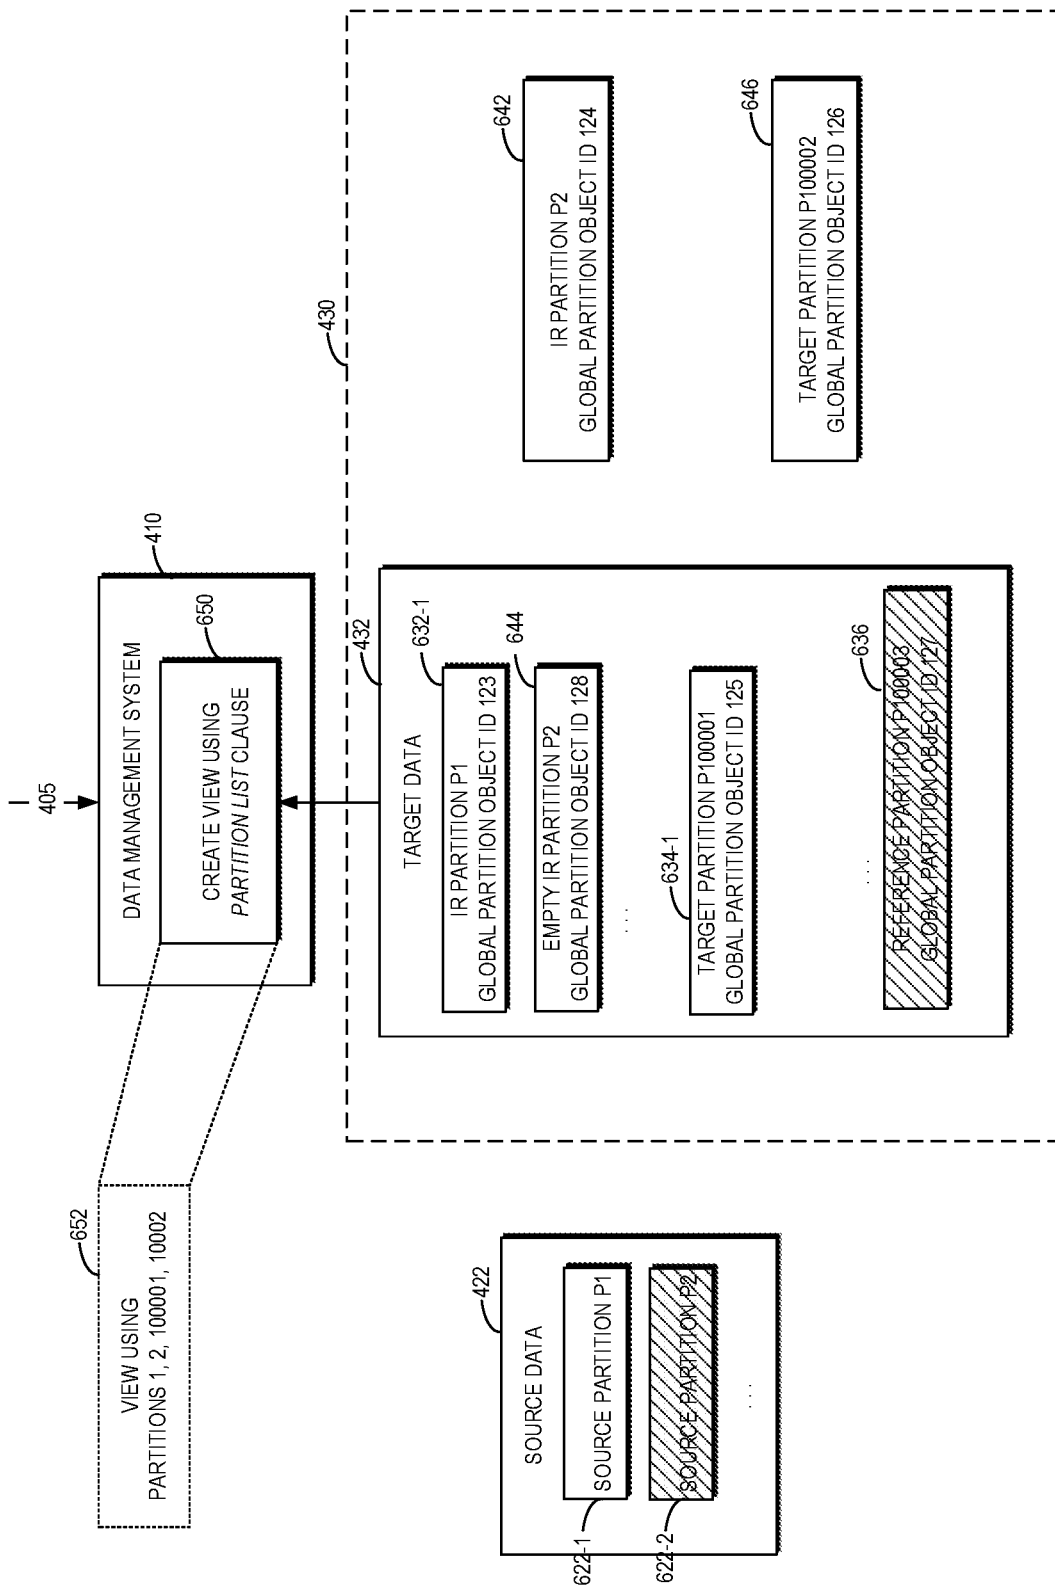 405
410
DATA MANAGEMENT SYSTEM
650
CREATE VIEW USING
PARTITION LIST CLAUSE
652
VIEW USING
PARTITIONS 1, 2, 100001, 10002
430
422
SOURCE DATA
SOURCE PARTITION P1
622-1
SOURCE PARTITION P2
622-2
. . .
432
TARGET DATA
632-1
IR PARTITION P1
GLOBAL PARTITION OBJECT ID 123
644
EMPTY IR PARTITION P2
GLOBAL PARTITION OBJECT ID 128
. . .
634-1
TARGET PARTITION P100001
GLOBAL PARTITION OBJECT ID 125
. . .
636
REFERENCE PARTITION P100003
GLOBAL PARTITION OBJECT ID 127
642
IR PARTITION P2
GLOBAL PARTITION OBJECT ID 124
646
TARGET PARTITION P100002
GLOBAL PARTITION OBJECT ID 126